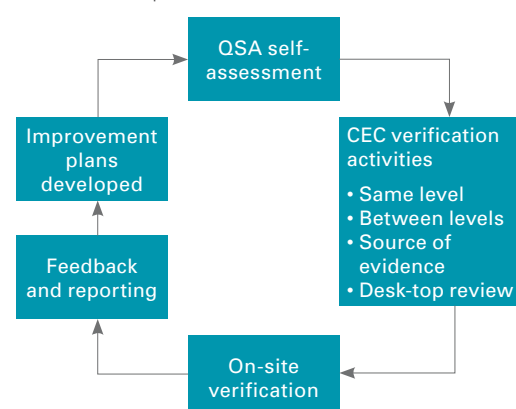 QSA self-
assessment
CEC verification
activities
• Same level
• Between levels
• Source of
evidence
• Desk-top review
On-site
verification
Feedback
and reporting
Improvement
plans
developed